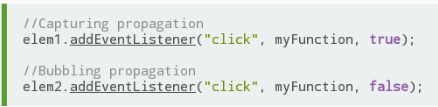 //Capturing propagation
elem1.addEventListener("click", myFunction, true);
//Bubbling propagation
elem2.addEventListener("click", myFunction, false);